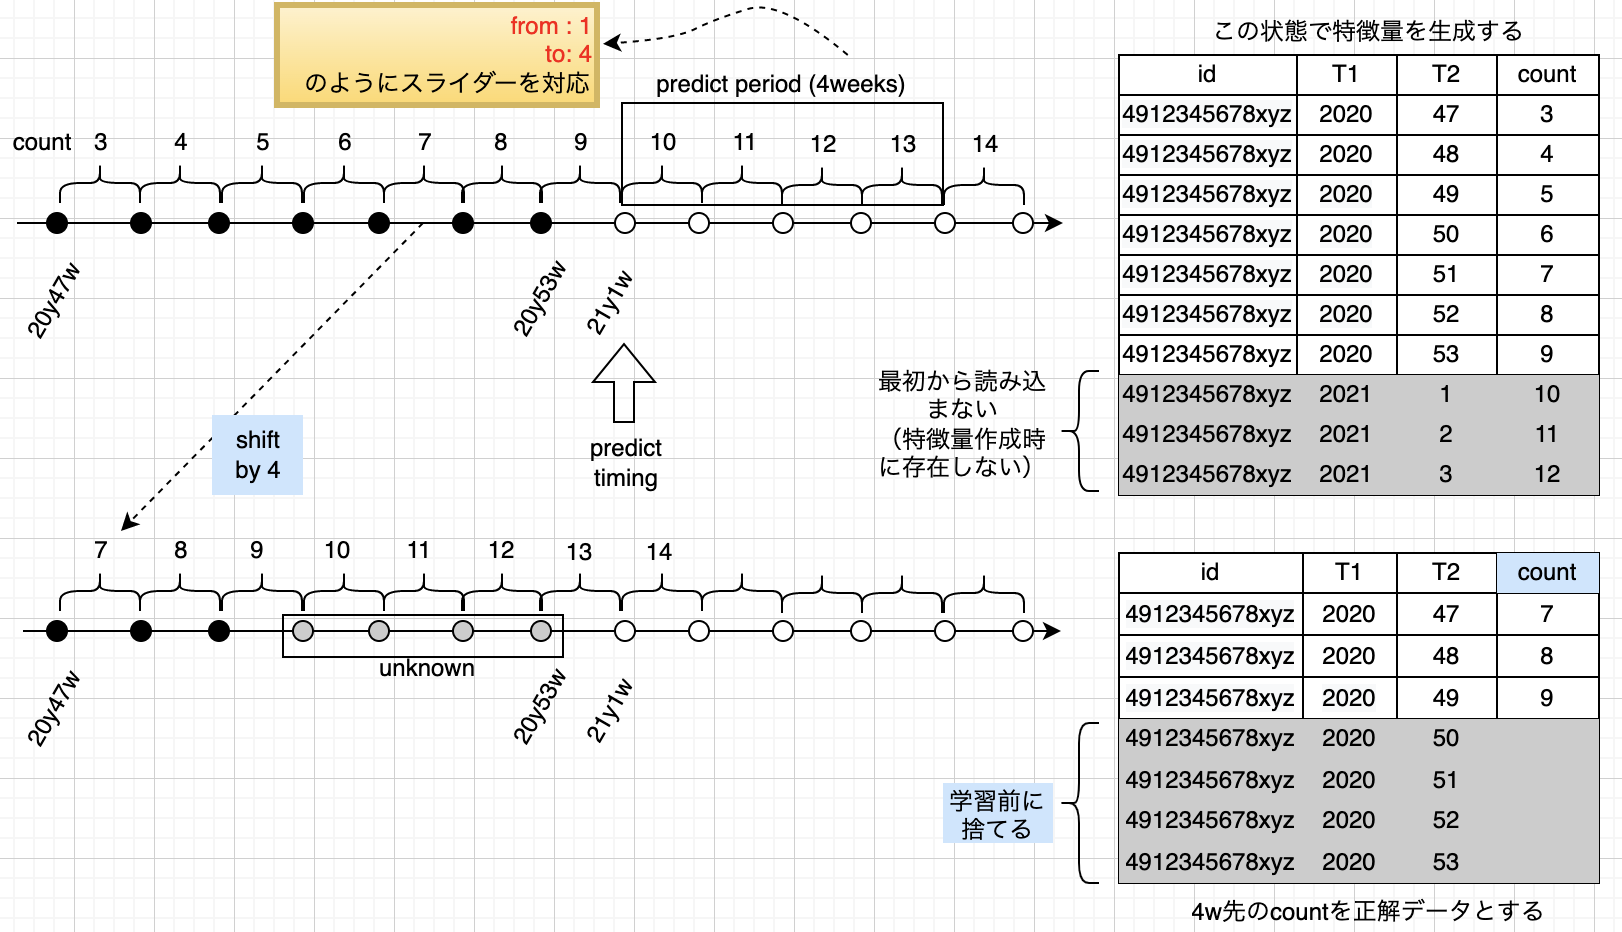 from : 1
to: 4
のようにスライダーを対応
predict period (4weeks)
count 3 4 5 6 7 8 9 10 11 12 13 14
20y47w 20y53w 21y1w
predict
timing
shift
by 4
7 8 9 10 11 12 13 14
unknown
20y47w 20y53w 21y1w
この状態で特徴量を生成する
id T1 T2 count
4912345678xyz 2020 47 3
4912345678xyz 2020 48 4
4912345678xyz 2020 49 5
4912345678xyz 2020 50 6
4912345678xyz 2020 51 7
4912345678xyz 2020 52 8
4912345678xyz 2020 53 9
4912345678xyz 2021 1 10
4912345678xyz 2021 2 11
4912345678xyz 2021 3 12
最初から読み込
まない
（特徴量作成時
に存在しない）
id T1 T2 count
4912345678xyz 2020 47 7
4912345678xyz 2020 48 8
4912345678xyz 2020 49 9
4912345678xyz 2020 50
4912345678xyz 2020 51
4912345678xyz 2020 52
4912345678xyz 2020 53
学習前に
捨てる
4w先のcountを正解データとする